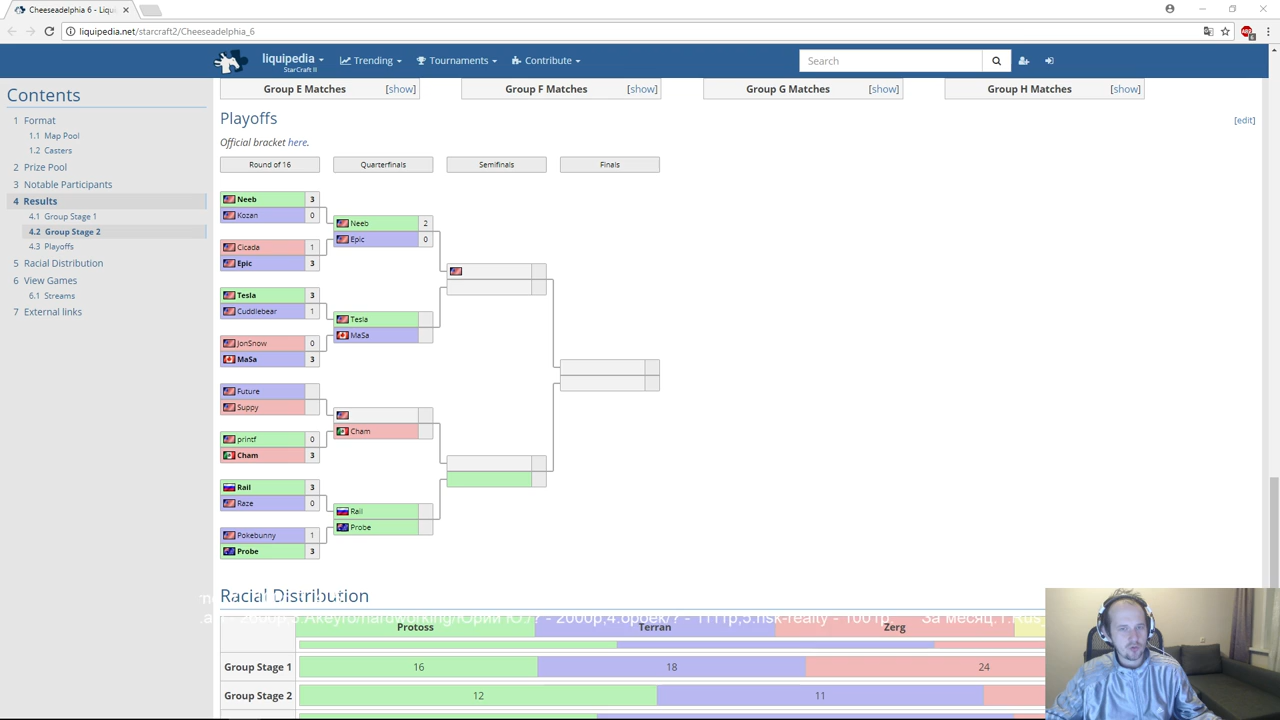 Cheeseadelphia 6 - Liqui
liquipedia.net/starcraft2/Cheeseadelphia_6
liquipedia
StarCraft II
Trending
Tournaments
Contribute
Search
Contents
1 Format
1.1 Map Pool
1.2 Casters
2 Prize Pool
3 Notable Participants
4 Results
4.1 Group Stage 1
4.2 Group Stage 2
4.3 Playoffs
5 Racial Distribution
6 View Games
6.1 Streams
7 External links
Group E Matches [show]
Group F Matches [show]
Group G Matches [show]
Group H Matches [show]
Playoffs [edit]
Official bracket here.
Round of 16
Quarterfinals
Semifinals
Finals
Neeb 3
Kozan 0
Cicada 1
Epic 3
Tesla 3
Cuddlebear 1
JonSnow 0
MaSa 3
Future
Suppy
printf 0
Cham 3
Rail 3
Raze 0
Pokebunny 1
Probe 3
Neeb 2
Epic 0
Tesla
MaSa
Cham
Rail
Probe
Racial Distribution
Protoss Terran Zerg
Group Stage 1 16 18 24
Group Stage 2 12 11